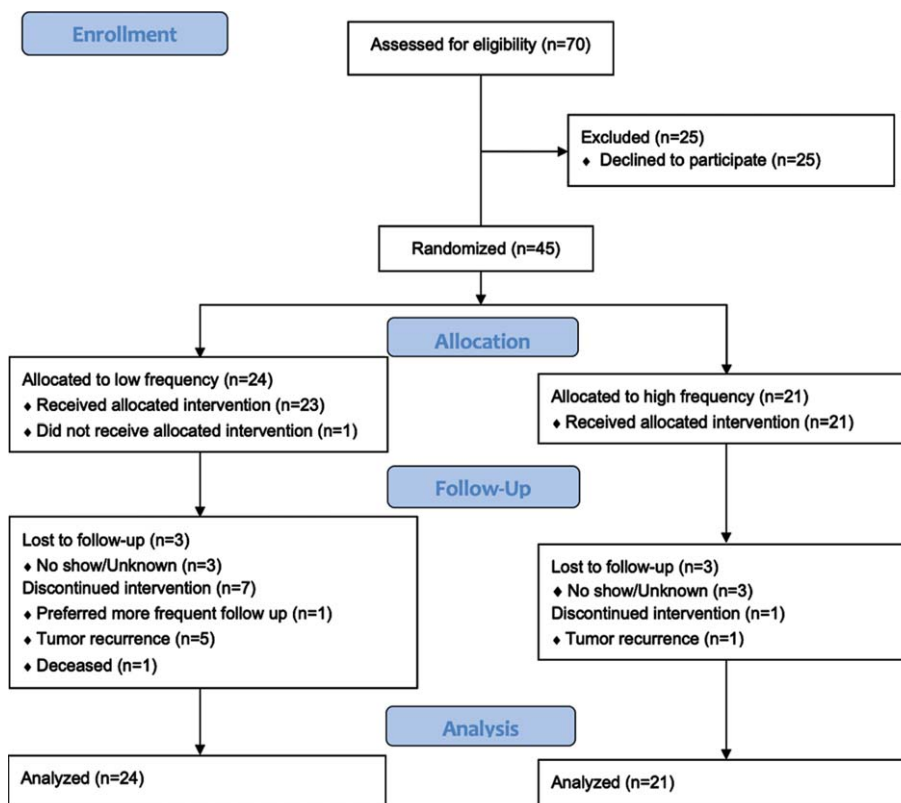 Enrollment
Assessed for eligibility (n=70)
Excluded (n=25)
♦ Declined to participate (n=25)
Randomized (n=45)
Allocation
Allocated to low frequency (n=24)
♦ Received allocated intervention (n=23)
♦ Did not receive allocated intervention (n=1)
Allocated to high frequency (n=21)
♦ Received allocated intervention (n=21)
Follow-Up
Lost to follow-up (n=3)
♦ No show/Unknown (n=3)
Discontinued intervention (n=7)
♦ Preferred more frequent follow up (n=1)
♦ Tumor recurrence (n=5)
♦ Deceased (n=1)
Lost to follow-up (n=3)
♦ No show/Unknown (n=3)
Discontinued intervention (n=1)
♦ Tumor recurrence (n=1)
Analysis
Analyzed (n=24)
Analyzed (n=21)